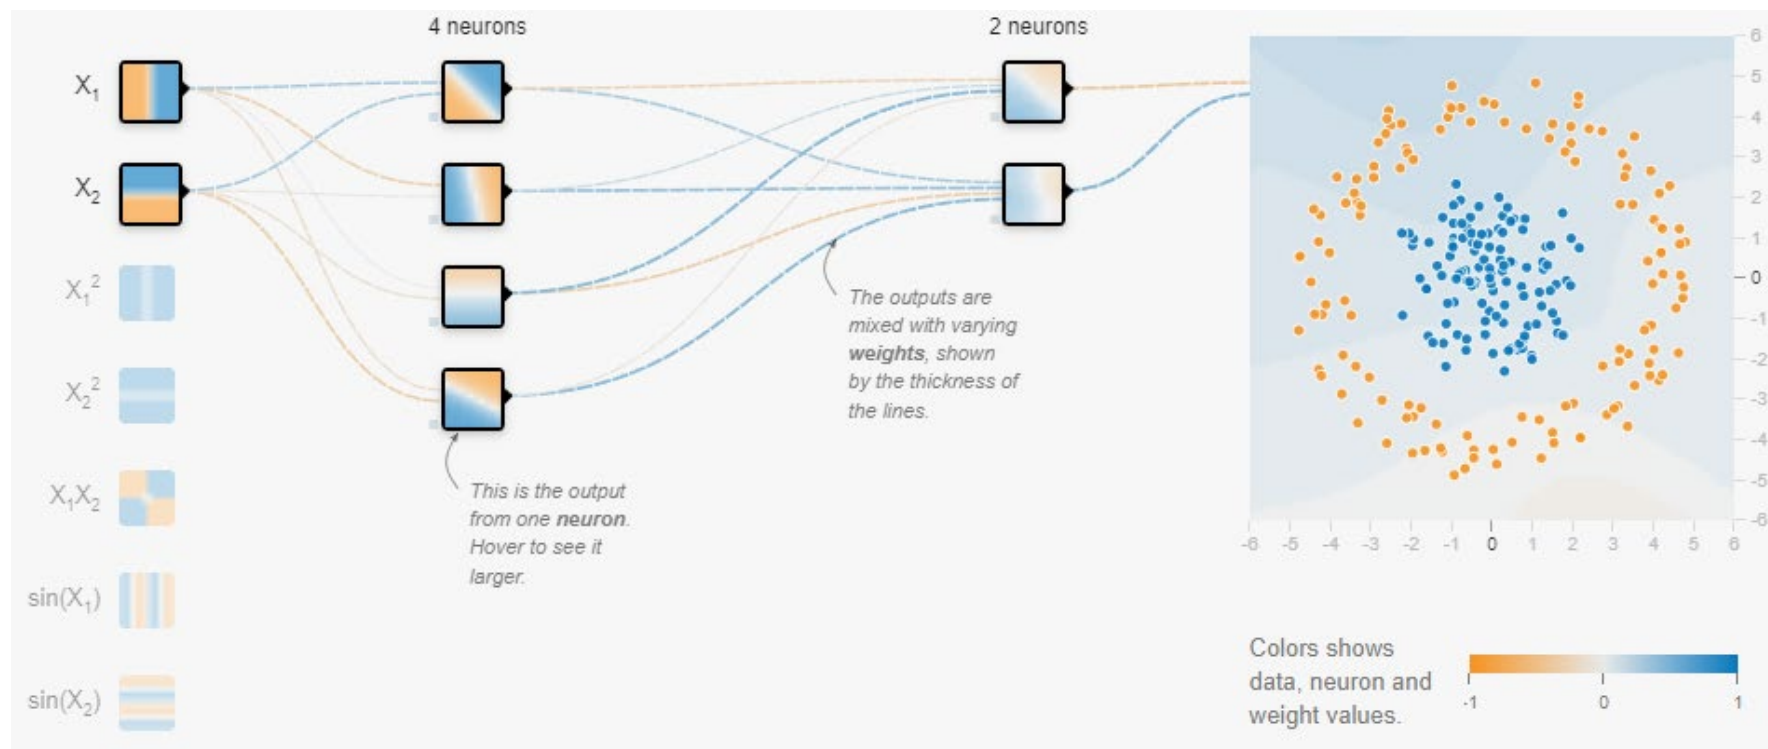 4 neurons
2 neurons
X₁
X₂
X₁²
X₂²
X₁X₂
sin(X₁)
sin(X₂)
This is the output
from one neuron.
Hover to see it
larger.
The outputs are
mixed with varying
weights, shown
by the thickness of
the lines.
6
5
4
3
2
1
0
-1
-2
-3
-4
-5
-6
-6 -5 -4 -3 -2 -1 0 1 2 3 4 5 6
Colors shows
data, neuron and
weight values.
-1 0 1